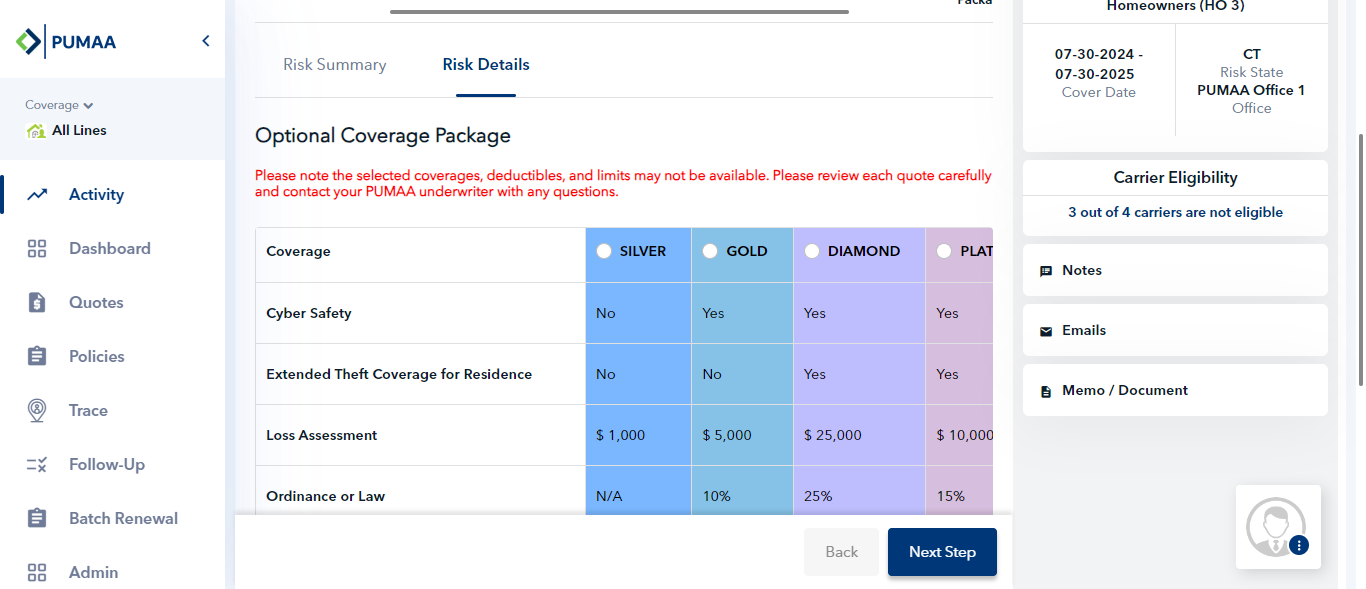 PUMAA
Coverage
All Lines
Activity
Dashboard
Quotes
Policies
Trace
Follow-Up
Batch Renewal
Admin
Packa
Risk Summary
Risk Details
Optional Coverage Package
Please note the selected coverages, deductibles, and limits may not be available. Please review each quote carefully
and contact your PUMAA underwriter with any questions.
Coverage SILVER GOLD DIAMOND PLAT
Cyber Safety No Yes Yes Yes
Extended Theft Coverage for Residence No No Yes Yes
Loss Assessment $ 1,000 $ 5,000 $ 25,000 $ 10,000
Ordinance or Law N/A 10% 25% 15%
Back
Next Step
Homeowners (HO 3)
07-30-2024 -
07-30-2025
Cover Date
CT
Risk State
PUMAA Office 1
Office
Carrier Eligibility
3 out of 4 carriers are not eligible
Notes
Emails
Memo / Document